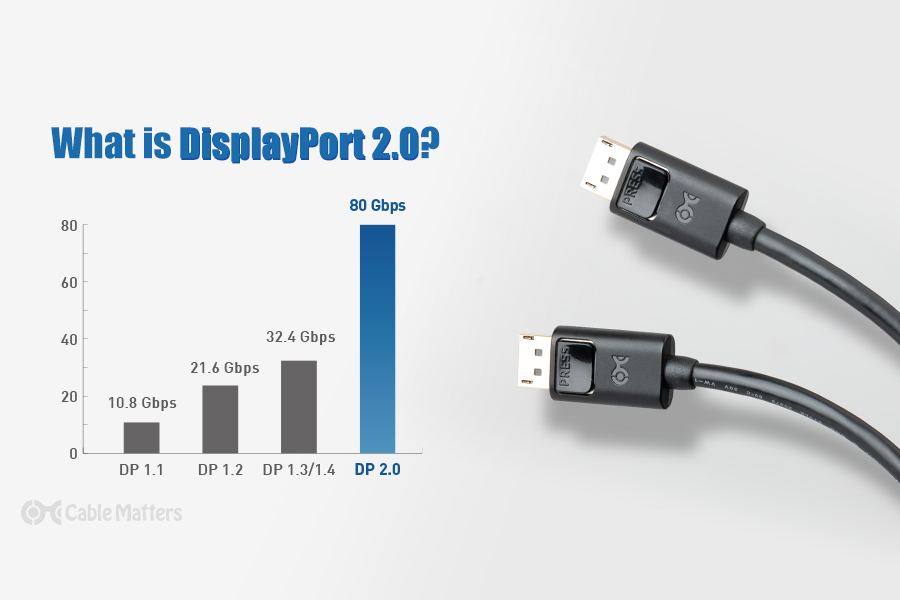 What is DisplayPort 2.0?
80 Gbps
80
60
40
20
0
32.4 Gbps
21.6 Gbps
10.8 Gbps
DP 1.1 DP 1.2 DP 1.3/1.4 DP 2.0
Cable Matters
PRESS
PRESS